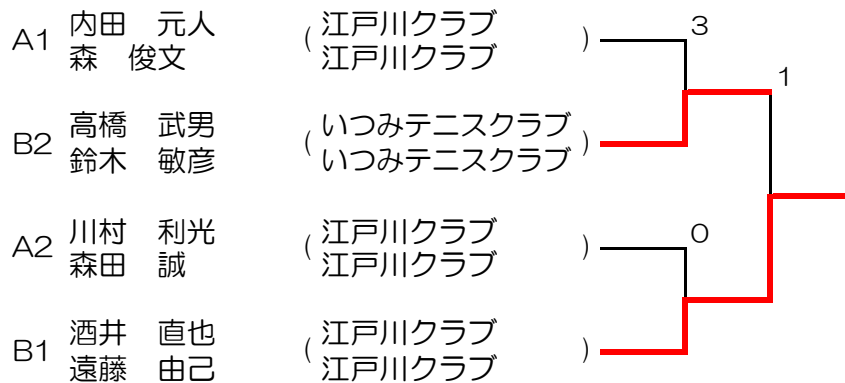 A1 内田 元人 ( 江戸川クラブ ) 3
森 俊文 江戸川クラブ
1
B2 高橋 武男 ( いつみテニスクラブ )
鈴木 敏彦 いつみテニスクラブ
A2 川村 利光 ( 江戸川クラブ ) 0
森田 誠 江戸川クラブ
B1 酒井 直也 ( 江戸川クラブ )
遠藤 由己 江戸川クラブ